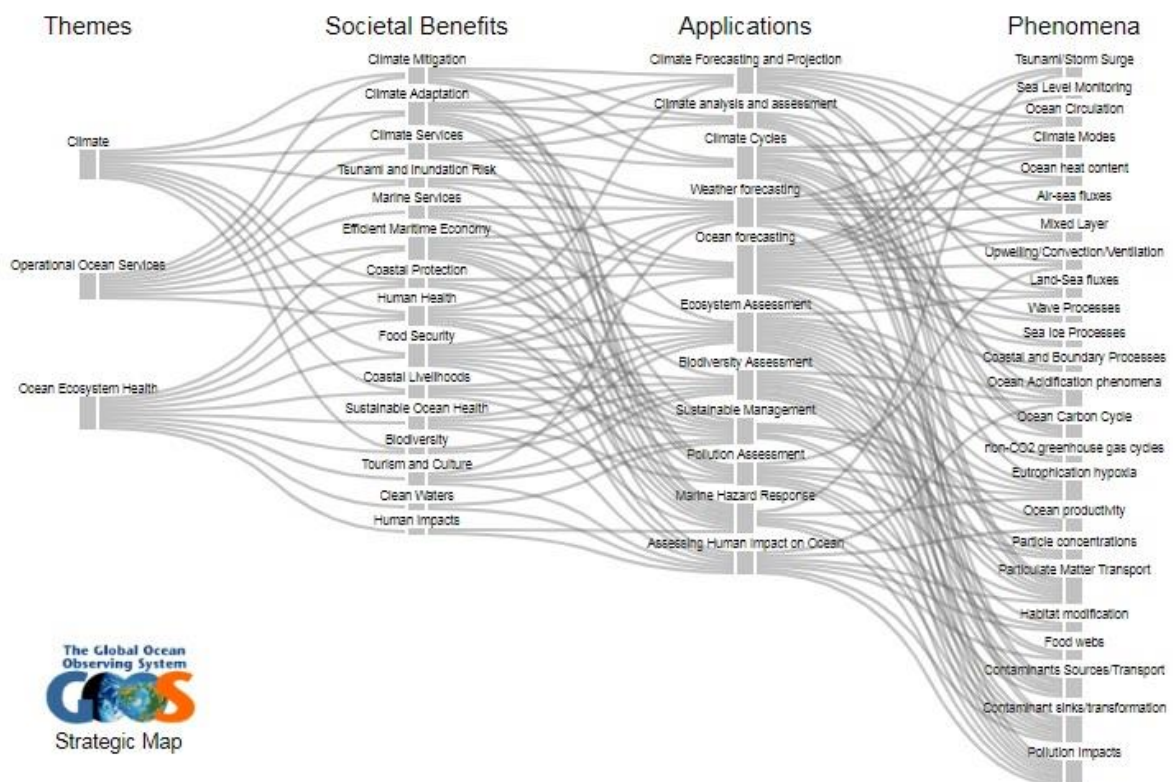 Themes
Societal Benefits
Applications
Phenomena
Climate
Operational Ocean Services
Ocean Ecosystem Health
Climate Mitigation
Climate Adaptation
Climate Services
Tsunami and Inundation Risk
Marine Services
Efficient Maritime Economy
Coastal Protection
Human Health
Food Security
Coastal Livelihoods
Sustainable Ocean Health
Biodiversity
Tourism and Culture
Clean Waters
Human Impacts
Climate Forecasting and Projection
Climate analysis and assessment
Climate Cycles
Weather forecasting
Ocean forecasting
Ecosystem Assessment
Biodiversity Assessment
Sustainable Management
Pollution Assessment
Marine Hazard Response
Assessing Human Impact on Ocean
Tsunami/Storm Surge
Sea Level Monitoring
Ocean Circulation
Climate Modes
Ocean heat content
Air-sea fluxes
Mixed Layer
Upwelling/Convection/Ventilation
Land-Sea fluxes
Wave Processes
Sea Ice Processes
Coastal and Boundary Processes
Ocean Acidification phenomena
Ocean Carbon Cycle
non-CO2 greenhouse gas cycles
Eutrophication hypoxia
Ocean productivity
Particle concentrations
Particulate Matter Transport
Habitat modification
Food webs
Contaminants Sources/Transport
Contaminant sinks/transformation
Pollution Impacts
The Global Ocean
Observing System
GOOS
Strategic Map